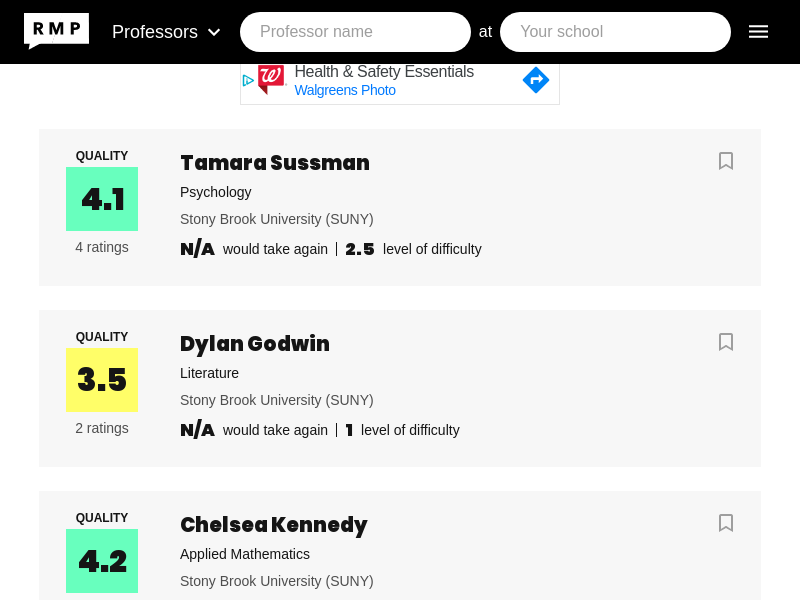 RMP
Professors
Professor name
at
Your school
Health & Safety Essentials
Walgreens Photo
QUALITY
4.1
4 ratings
Tamara Sussman
Psychology
Stony Brook University (SUNY)
N/A would take again | 2.5 level of difficulty
QUALITY
3.5
2 ratings
Dylan Godwin
Literature
Stony Brook University (SUNY)
N/A would take again | 1 level of difficulty
QUALITY
4.2
Chelsea Kennedy
Applied Mathematics
Stony Brook University (SUNY)